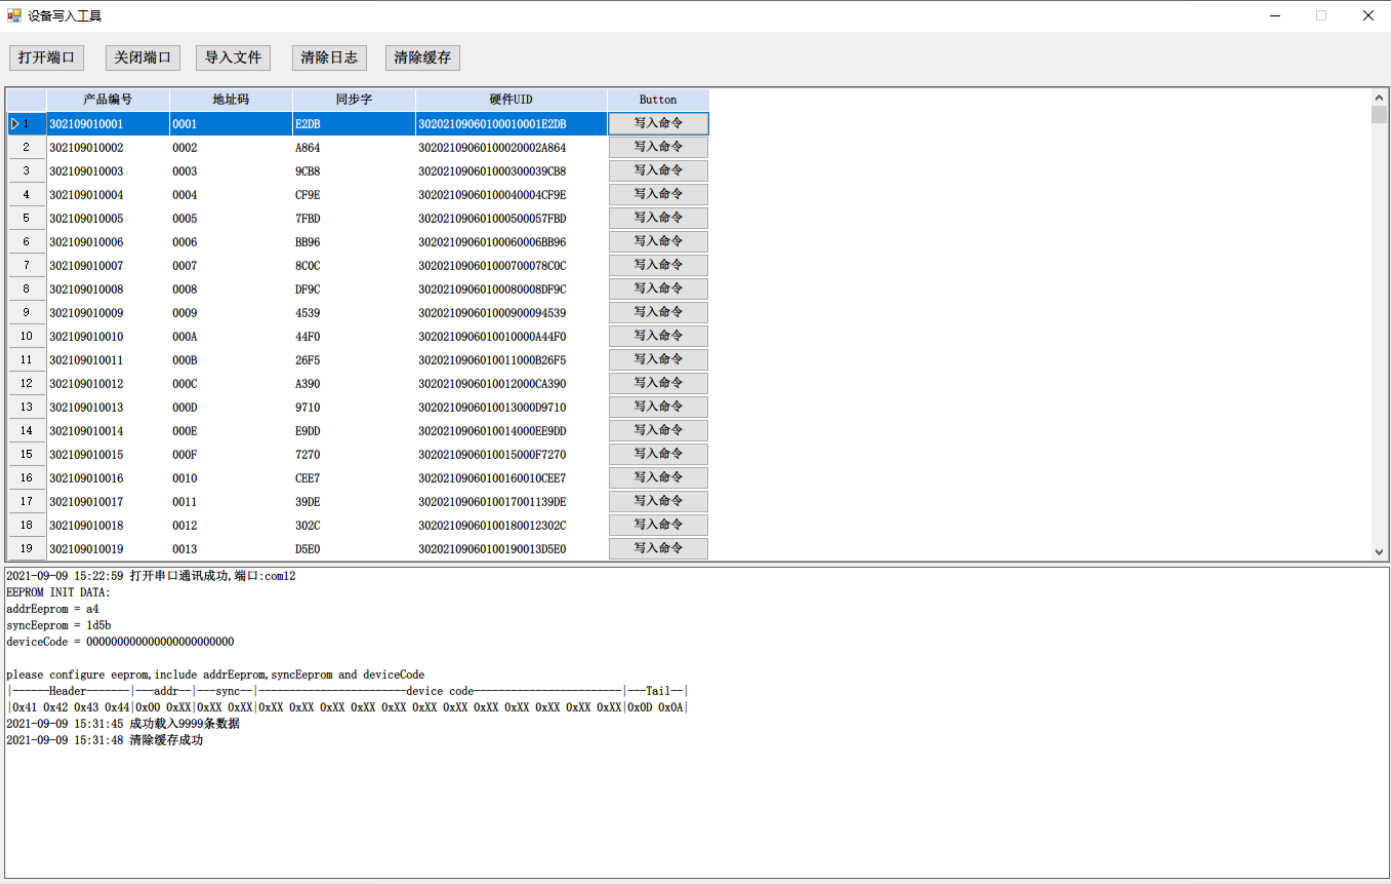 设备写入工具
打开端口 关闭端口 导入文件 清除日志 清除缓存
产品编号 地址码 同步字 硬件UID Button
1 302109010001 0001 E2DB 30202109060100010001E2DB 写入命令
2 302109010002 0002 A864 30202109060100020002A864 写入命令
3 302109010003 0003 9CB8 302021090601000300039CB8 写入命令
4 302109010004 0004 CF9E 30202109060100040004CF9E 写入命令
5 302109010005 0005 7FBD 302021090601000500057FBD 写入命令
6 302109010006 0006 BB96 30202109060100060006BB96 写入命令
7 302109010007 0007 8C0C 302021090601000700078C0C 写入命令
8 302109010008 0008 DF9C 30202109060100080008DF9C 写入命令
9 302109010009 0009 4539 302021090601000900094539 写入命令
10 302109010010 000A 44F0 3020210906010010000A44F0 写入命令
11 302109010011 000B 26F5 3020210906010011000B26F5 写入命令
12 302109010012 000C A390 3020210906010012000CA390 写入命令
13 302109010013 000D 9710 3020210906010013000D9710 写入命令
14 302109010014 000E E9DD 3020210906010014000EE9DD 写入命令
15 302109010015 000F 7270 3020210906010015000F7270 写入命令
16 302109010016 0010 CEE7 30202109060100160010CEE7 写入命令
17 302109010017 0011 39DE 3020210906010017001139DE 写入命令
18 302109010018 0012 302C 30202109060100180012302C 写入命令
19 302109010019 0013 D5E0 30202109060100190013D5E0 写入命令
2021-09-09 15:22:59 打开串口通讯成功,端口:com12
EEPROM INIT DATA:
addrEeprom = a4
syncEeprom = 1d5b
deviceCode = 000000000000000000000000
please configure eeprom,include addrEeprom,syncEeprom and deviceCode
|------Header-------|---addr--|---sync--|------------------------device code------------------------|---Tail--|
|0x41 0x42 0x43 0x44|0x00 0xXX|0xXX 0xXX|0xXX 0xXX 0xXX 0xXX 0xXX 0xXX 0xXX 0xXX 0xXX 0xXX 0xXX 0xXX|0x0D 0x0A|
2021-09-09 15:31:45 成功载入9999条数据
2021-09-09 15:31:48 清除缓存成功